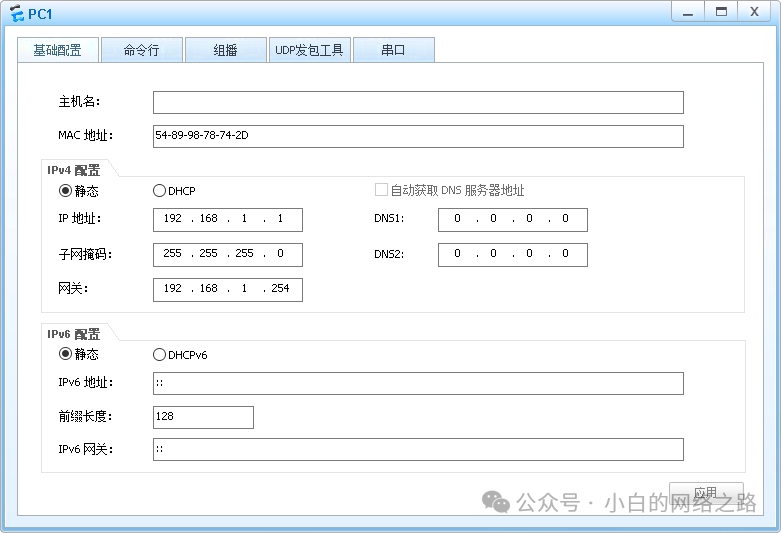 PC1
基础配置 命令行 组播 UDP发包工具 串口
主机名:
MAC 地址: 54-89-98-78-74-2D
IPv4 配置
静态 DHCP 自动获取 DNS 服务器地址
IP 地址: 192 . 168 . 1 . 1 DNS1: 0 . 0 . 0 . 0
子网掩码: 255 . 255 . 255 . 0 DNS2: 0 . 0 . 0 . 0
网关: 192 . 168 . 1 . 254
IPv6 配置
静态 DHCPv6
IPv6 地址: ::
前缀长度: 128
IPv6 网关: ::
应用
公众号 · 小白的网络之路